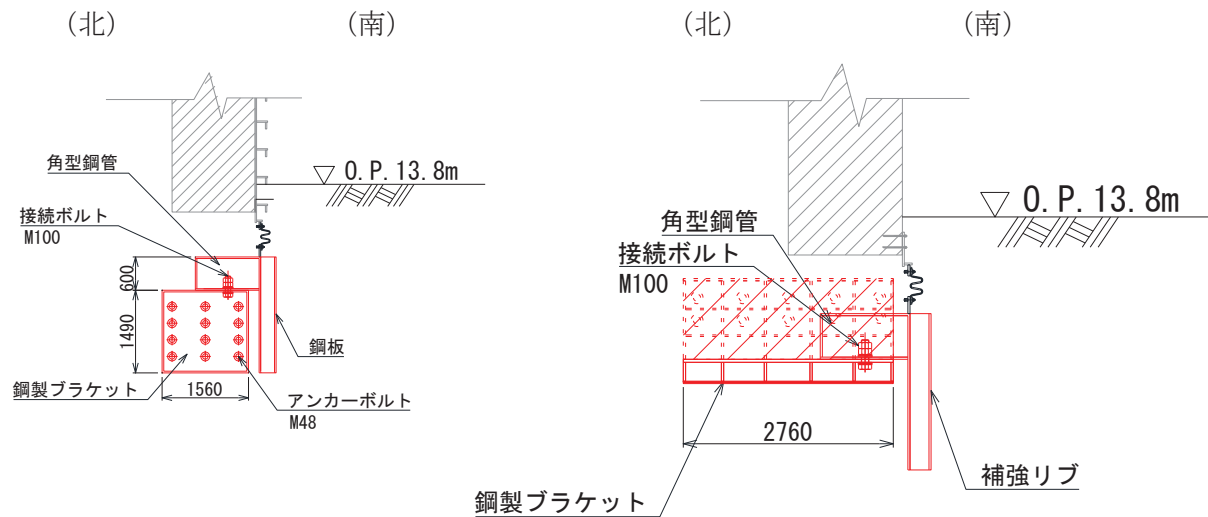 (北)
(南)
角型鋼管
O.P.13.8m
接続ボルト
M100
600
1490
鋼板
鋼製ブラケット
1560
アンカーボルト
M48
(北)
(南)
O.P.13.8m
角型鋼管
接続ボルト
M100
2760
補強リブ
鋼製ブラケット